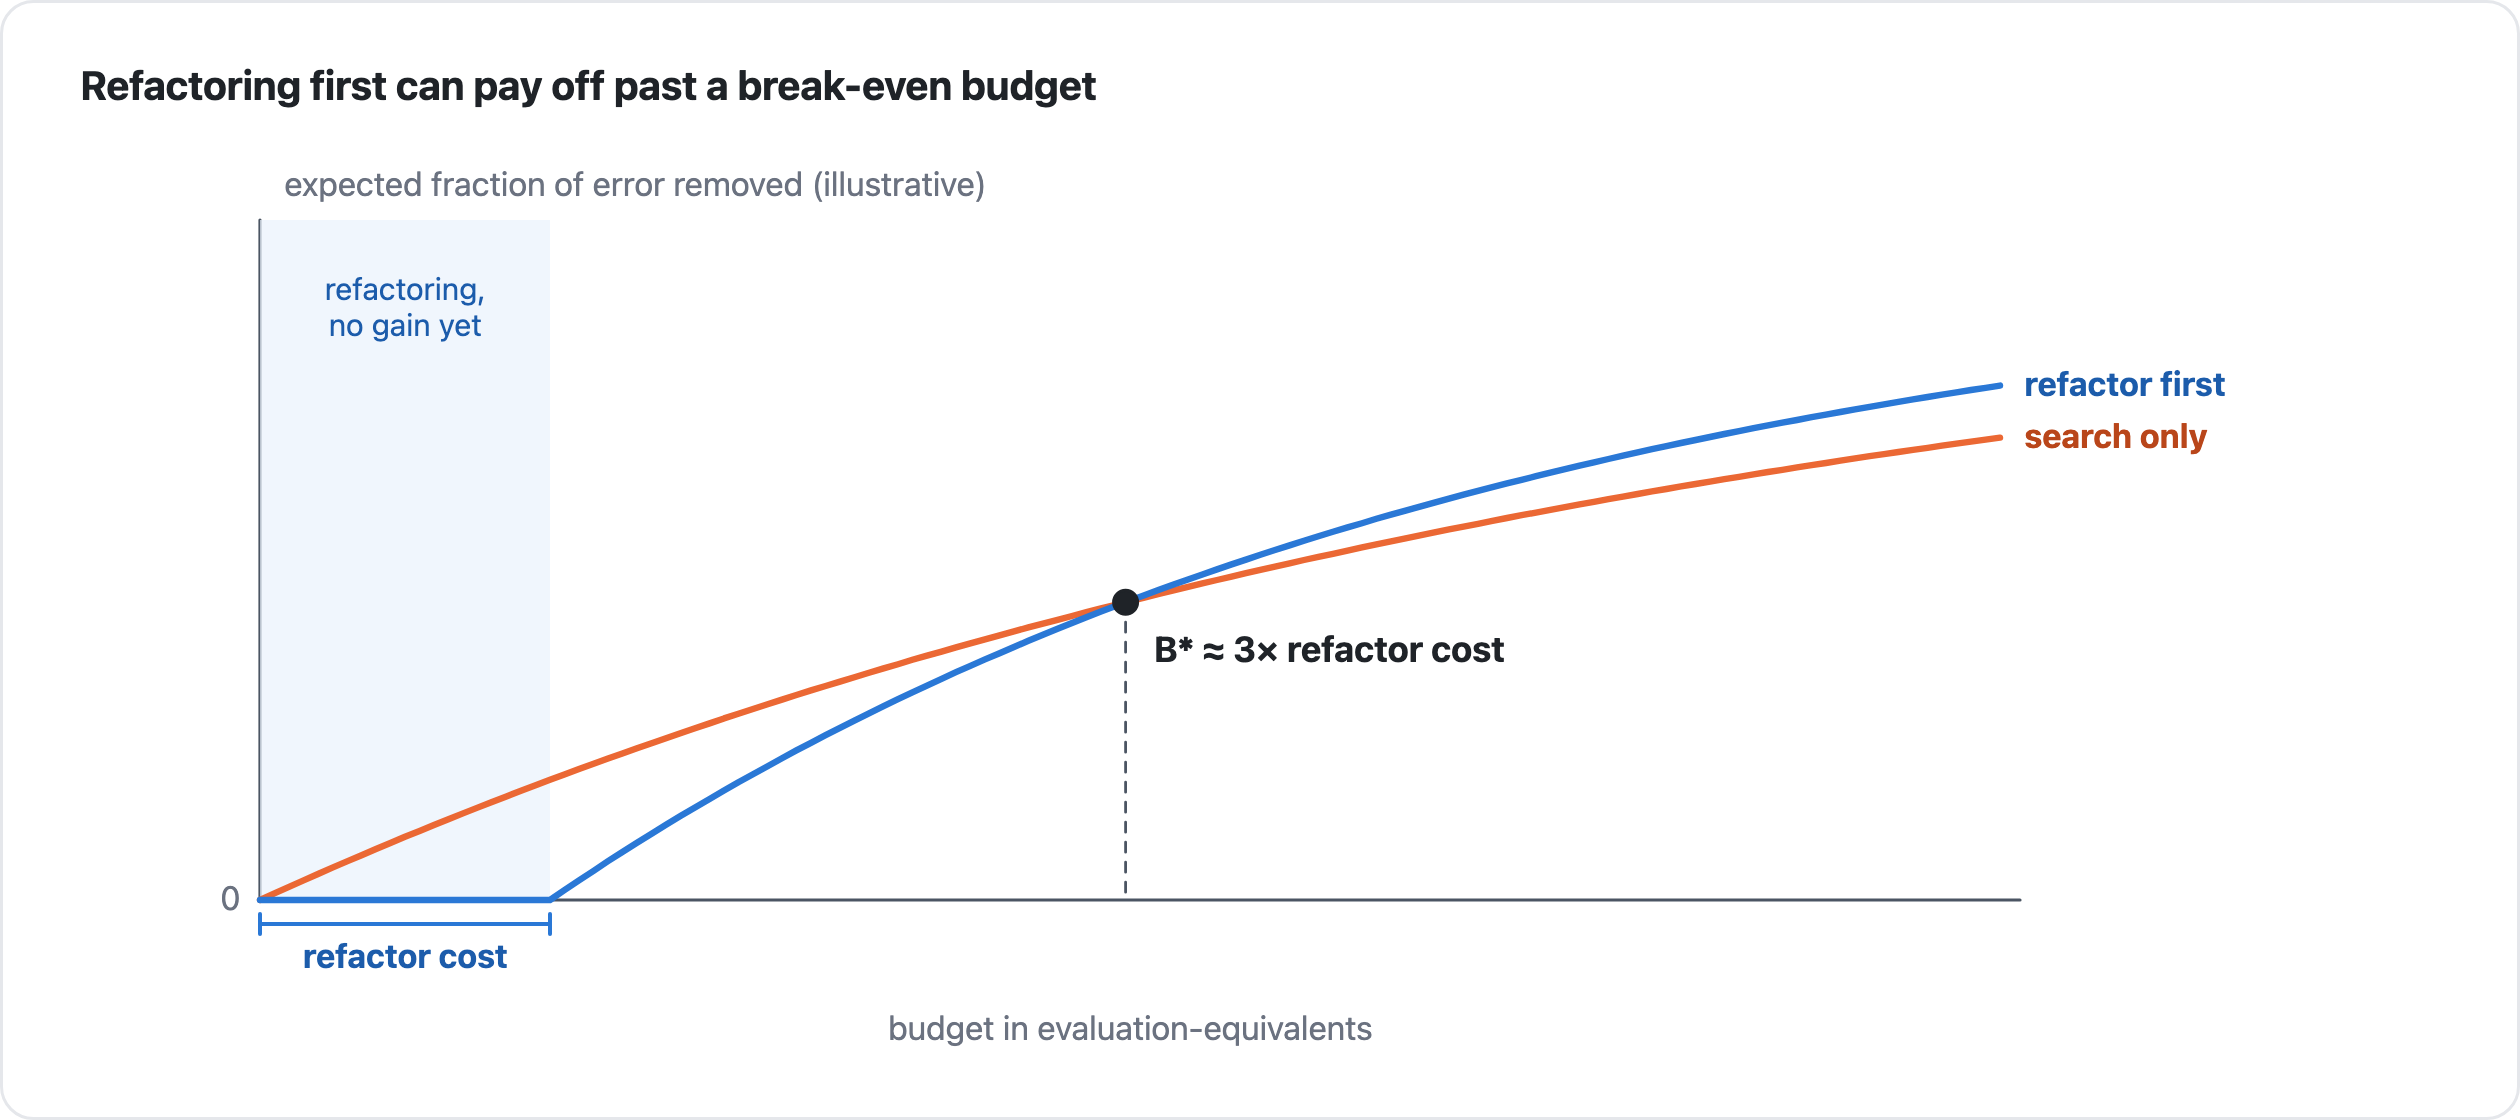 Refactoring first can pay off past a break-even budget
expected fraction of error removed (illustrative)
refactoring,
no gain yet
refactor first
search only
B* ≈ 3× refactor cost
0
refactor cost
budget in evaluation-equivalents